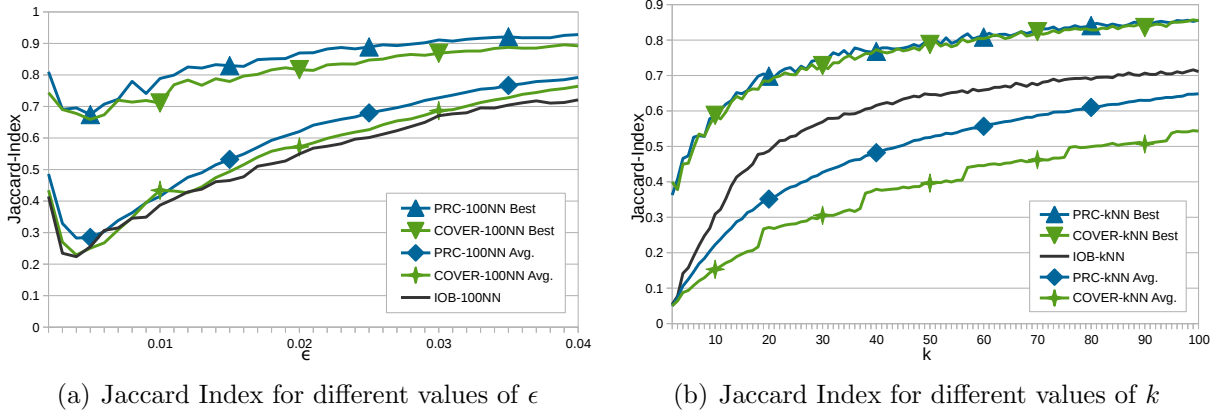 Jaccard-Index
1
0.9
0.8
0.7
0.6
0.5
0.4
0.3
0.2
0.1
0
0.01
0.02
0.03
0.04
ϵ
PRC-100NN Best
COVER-100NN Best
PRC-100NN Avg.
COVER-100NN Avg.
IOB-100NN
(a) Jaccard Index for different values of ϵ
Jaccard-Index
0.9
0.8
0.7
0.6
0.5
0.4
0.3
0.2
0.1
0
10
20
30
40
50
60
70
80
90
100
k
PRC-kNN Best
COVER-kNN Best
IOB-kNN
PRC-kNN Avg.
COVER-kNN Avg.
(b) Jaccard Index for different values of k